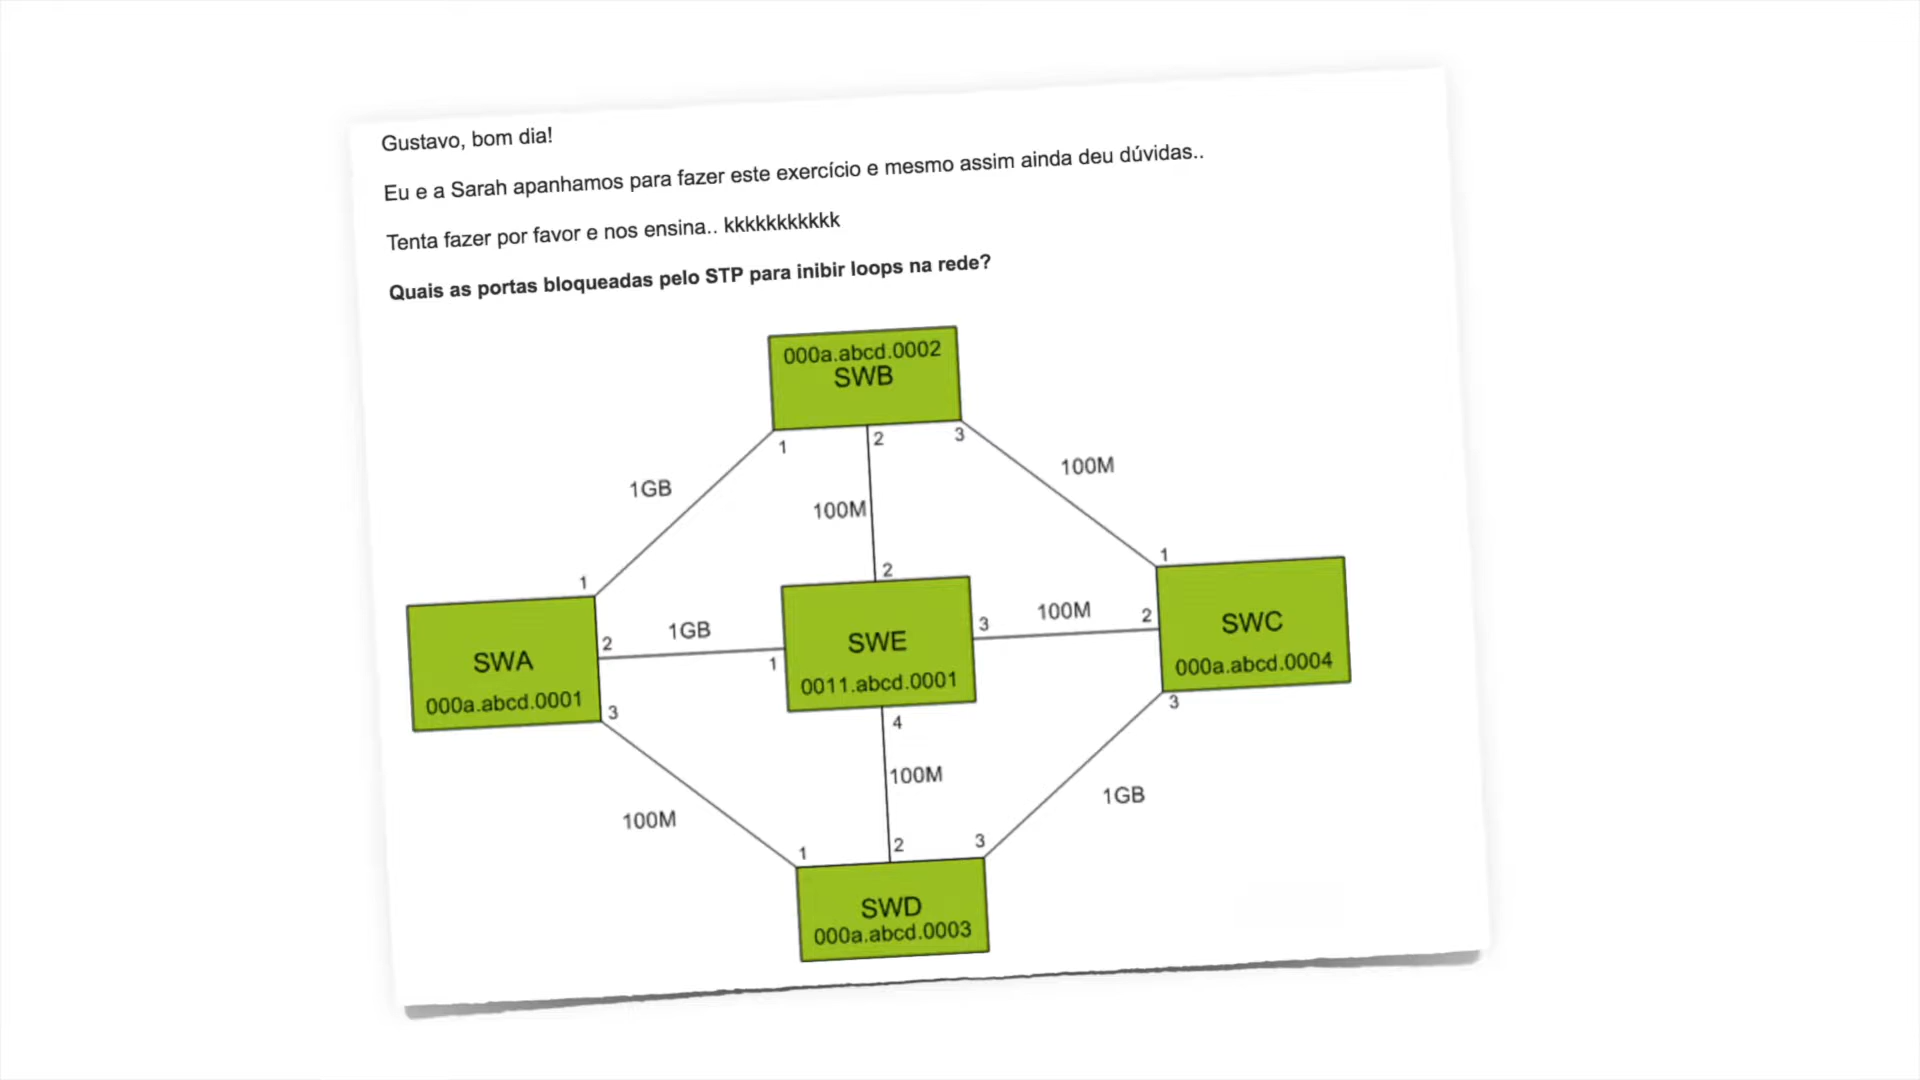 Gustavo, bom dia!
Eu e a Sarah apanhamos para fazer este exercício e mesmo assim ainda deu dúvidas..
Tenta fazer por favor e nos ensina.. kkkkkkkkkkk
Quais as portas bloqueadas pelo STP para inibir loops na rede?
000a.abcd.0002
SWB
1
2
3
1GB
100M
100M
1
2
1
SWA
000a.abcd.0001
2
3
1GB
1
SWE
0011.abcd.0001
3
4
100M
2
SWC
000a.abcd.0004
3
100M
100M
1GB
1
2
3
SWD
000a.abcd.0003